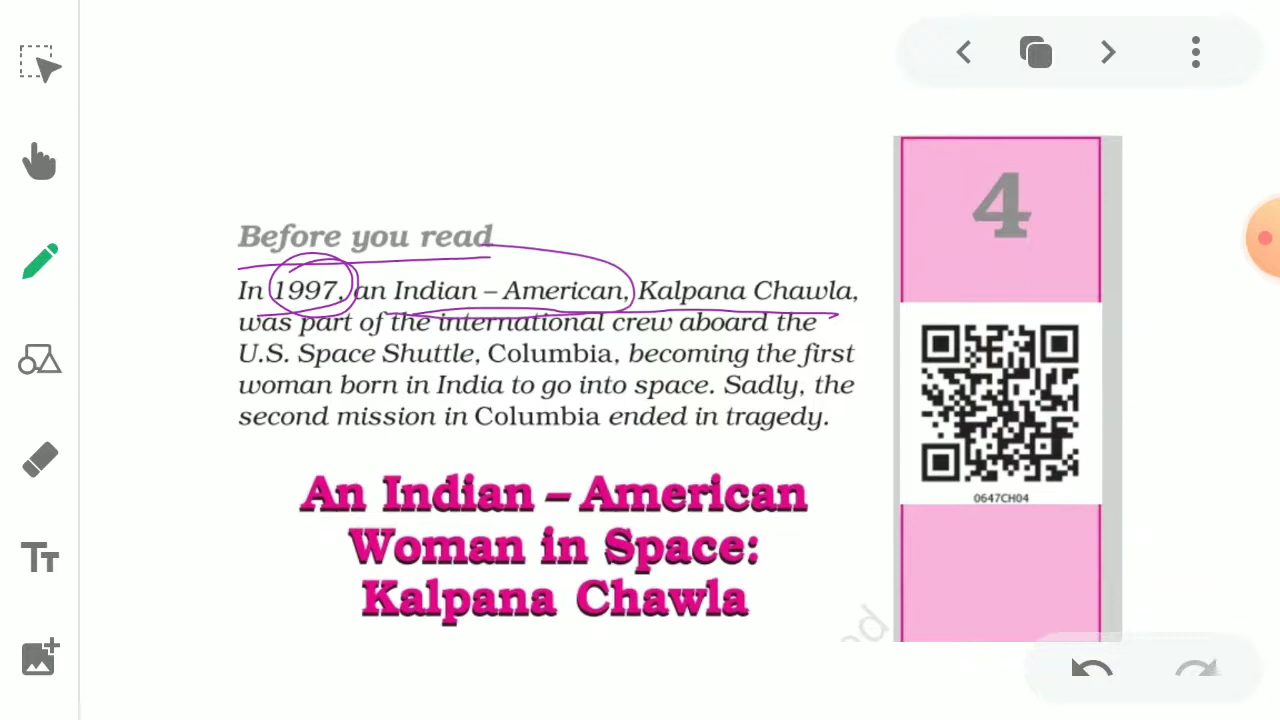 4
Before you read
In 1997, an Indian – American, Kalpana Chawla,
was part of the international crew aboard the
U.S. Space Shuttle, Columbia, becoming the first
woman born in India to go into space. Sadly, the
second mission in Columbia ended in tragedy.
0647CH04
An Indian – American
Woman in Space:
Kalpana Chawla
Tt